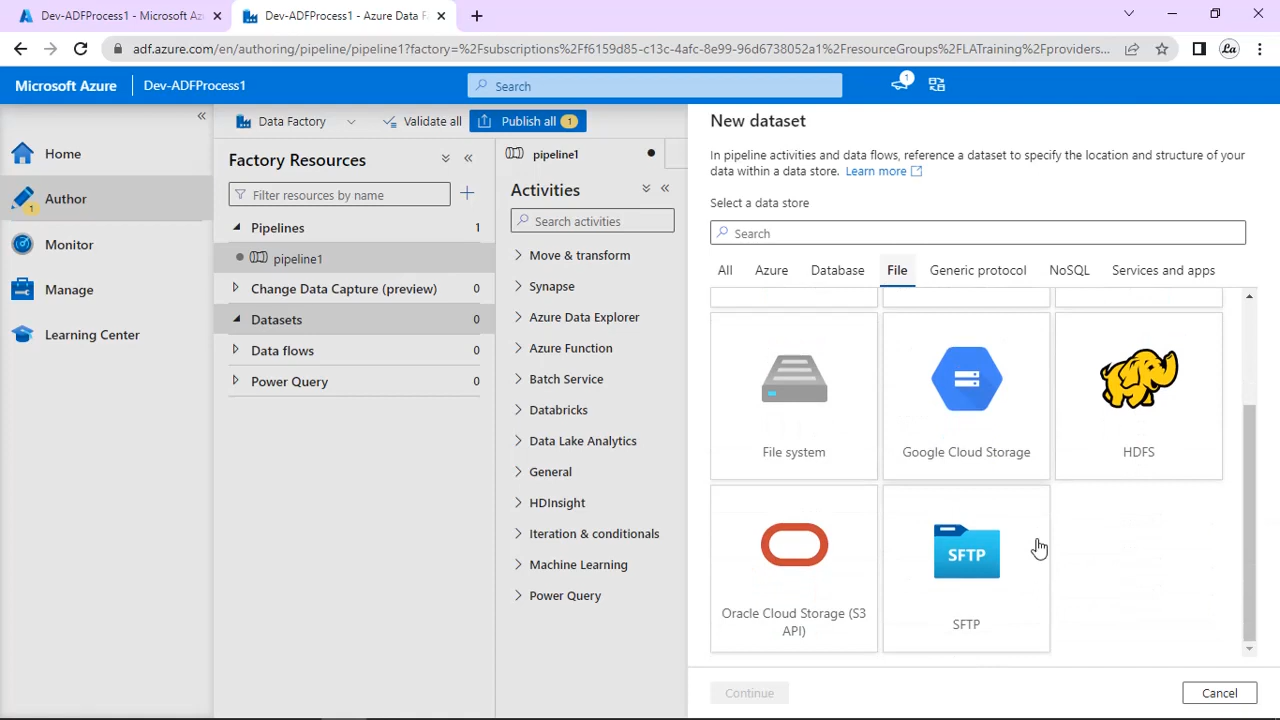 Dev-ADFProcess1 - Microsoft Az
Dev-ADFProcess1 - Azure Data F
adf.azure.com/en/authoring/pipeline/pipeline1?factory=%2Fsubscriptions%2Ff6159d85-c13c-4afc-8e99-96d6738052a1%2FresourceGroups%2FLATraining%2Fproviders...
La
Microsoft Azure
Dev-ADFProcess1
Search
1
Home
Author
1
Monitor
Manage
Learning Center
Data Factory
Validate all
Publish all 1
Factory Resources
Filter resources by name
Pipelines 1
pipeline1
Change Data Capture (preview) 0
Datasets 0
Data flows 0
Power Query 0
pipeline1
Activities
Search activities
Move & transform
Synapse
Azure Data Explorer
Azure Function
Batch Service
Databricks
Data Lake Analytics
General
HDInsight
Iteration & conditionals
Machine Learning
Power Query
New dataset
In pipeline activities and data flows, reference a dataset to specify the location and structure of your
data within a data store. Learn more
Select a data store
Search
All Azure Database File Generic protocol NoSQL Services and apps
File system
Google Cloud Storage
HDFS
Oracle Cloud Storage (S3
API)
SFTP
SFTP
Continue
Cancel